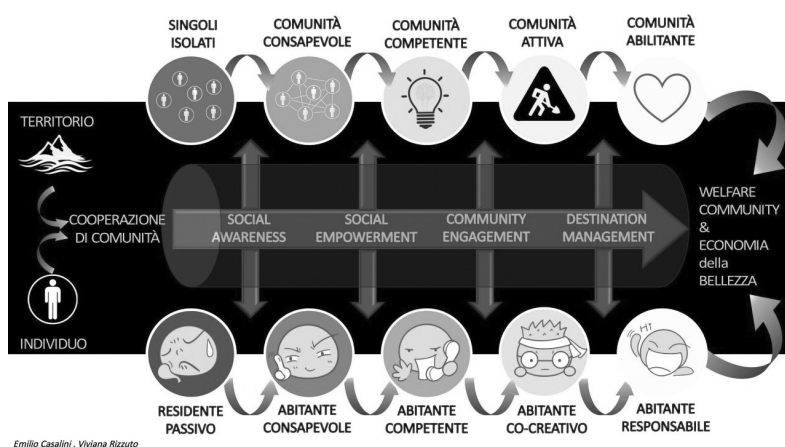 SINGOLI
ISOLATI
COMUNITÀ
CONSAPEVOLE
COMUNITÀ
COMPETENTE
COMUNITÀ
ATTIVA
COMUNITÀ
ABILITANTE
TERRITORIO
COOPERAZIONE
DI COMUNITÀ
SOCIAL
AWARENESS
SOCIAL
EMPOWERMENT
COMMUNITY
ENGAGEMENT
DESTINATION
MANAGEMENT
WELFARE
COMMUNITY
&
ECONOMIA
della
BELLEZZA
INDIVIDUO
HI
RESIDENTE
PASSIVO
ABITANTE
CONSAPEVOLE
ABITANTE
COMPETENTE
ABITANTE
CO-CREATIVO
ABITANTE
RESPONSABILE
Emilio Casalini . Viviana Rizzuto